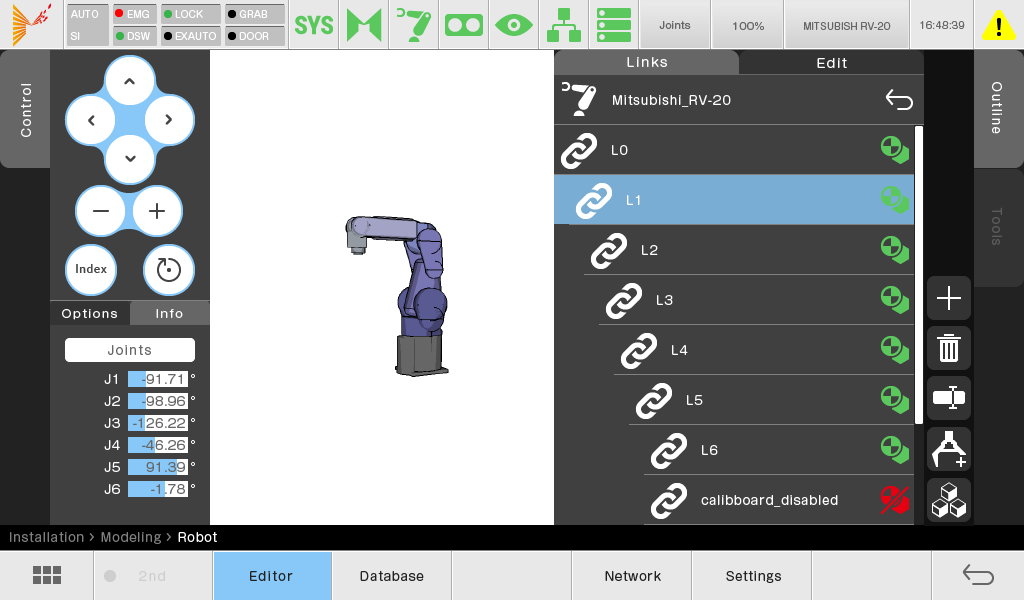 AUTO
SI
EMG
DSW
LOCK
EXAUTO
GRAB
DOOR
SYS
Joints
100%
MITSUBISH RV-20
16:48:39
Control
Index
Options
Info
Joints
J1 -91.71 °
J2 -98.96 °
J3 -126.22 °
J4 -46.26 °
J5 91.39 °
J6 -1.78 °
Links
Edit
Mitsubishi_RV-20
L0
L1
L2
L3
L4
L5
L6
calibboard_disabled
Outline
Tools
Installation > Modeling > Robot
2nd
Editor
Database
Network
Settings